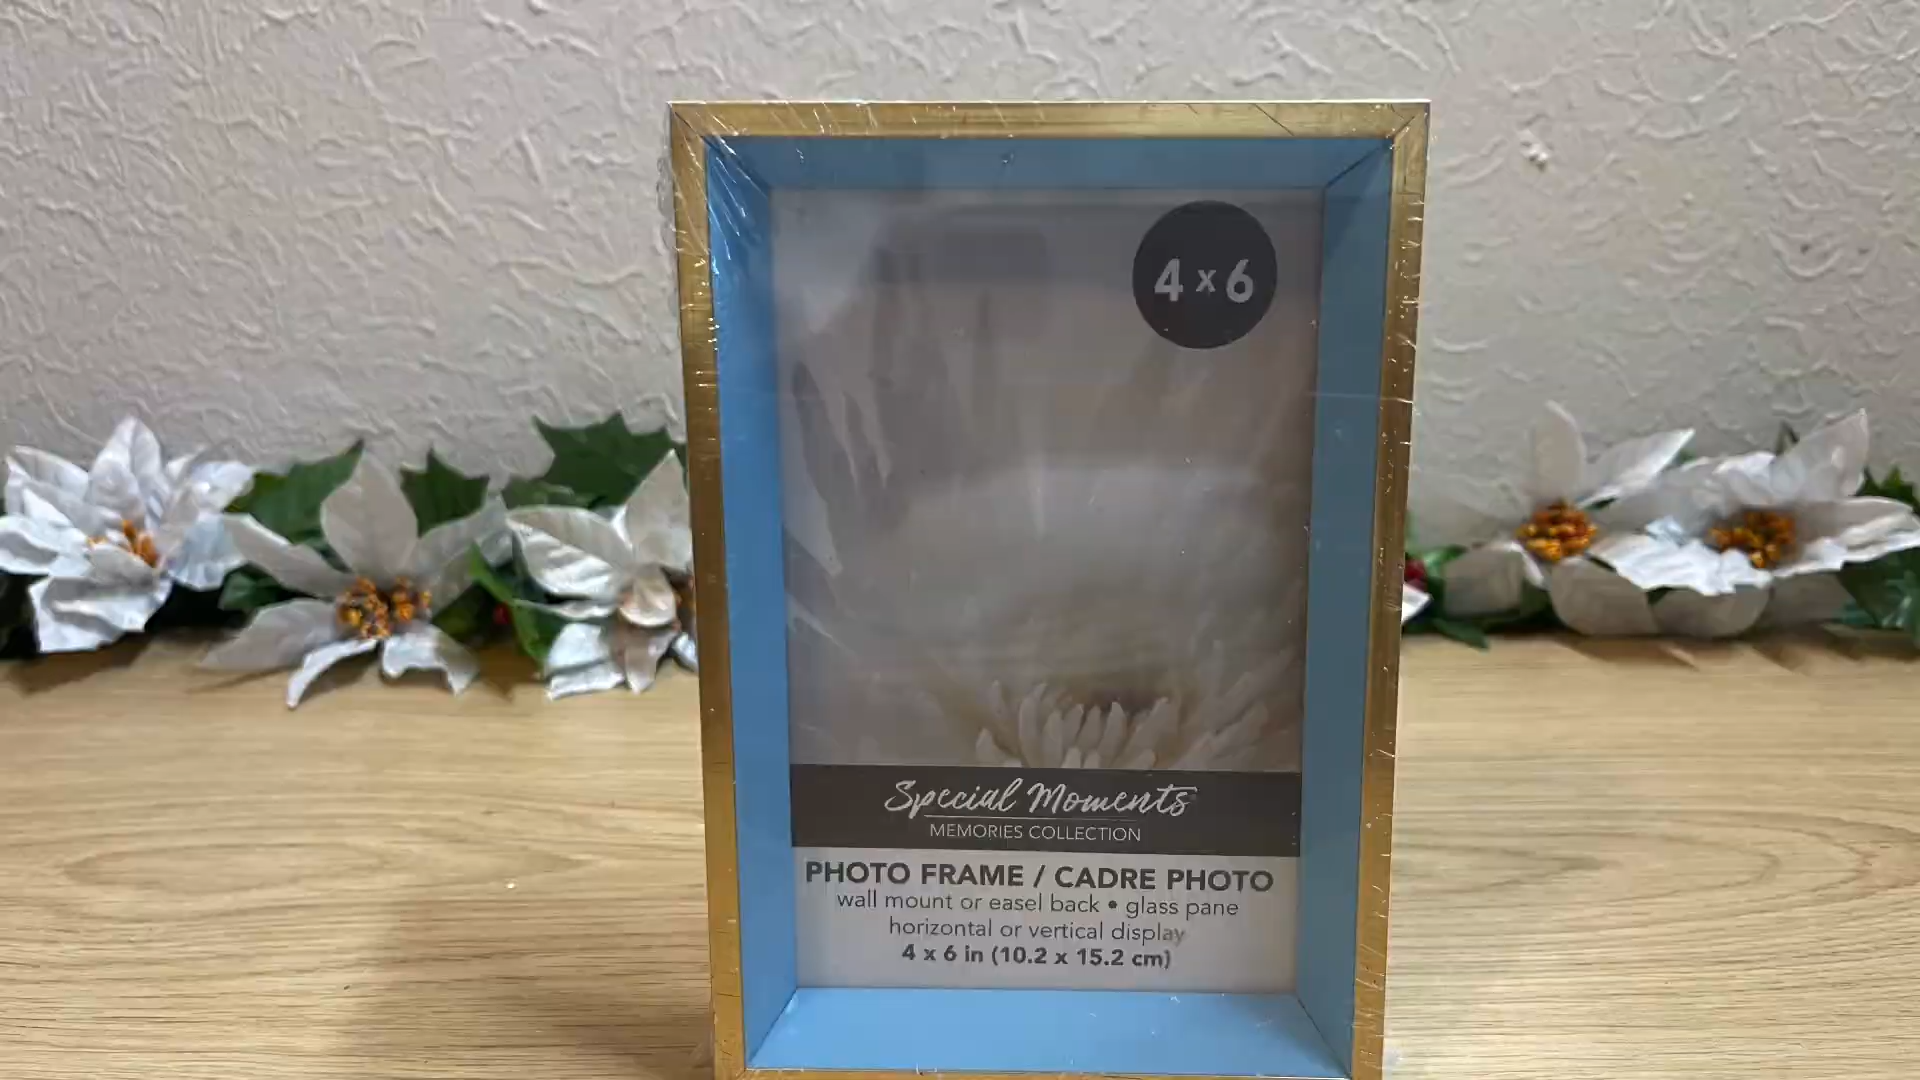 4 x 6
Special Moments
MEMORIES COLLECTION
PHOTO FRAME / CADRE PHOTO
wall mount or easel back • glass pane
horizontal or vertical display
4 x 6 in (10.2 x 15.2 cm)